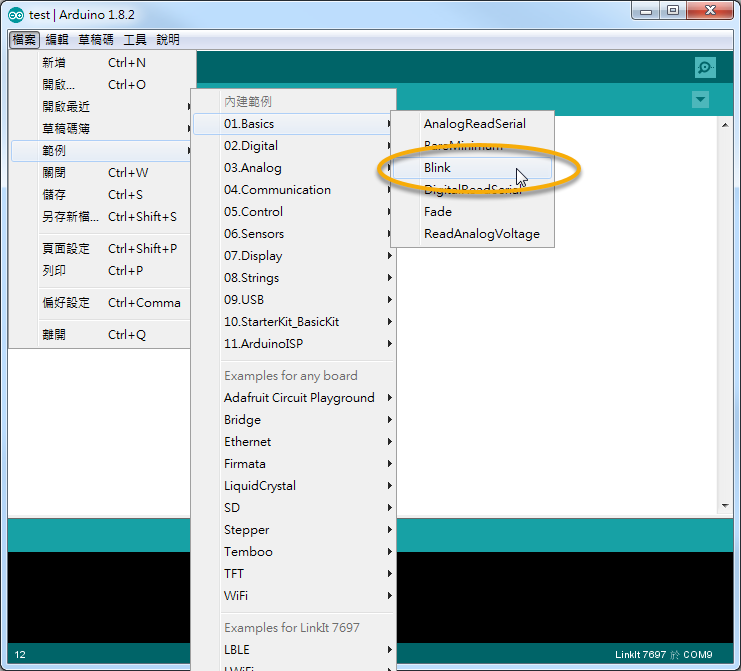 test | Arduino 1.8.2
檔案 編輯 草稿碼 工具 說明
新增 Ctrl+N
開啟... Ctrl+O
開啟最近
草稿碼簿
範例
關閉 Ctrl+W
儲存 Ctrl+S
另存新檔... Ctrl+Shift+S
頁面設定 Ctrl+Shift+P
列印 Ctrl+P
偏好設定 Ctrl+Comma
離開 Ctrl+Q
內建範例
01.Basics
02.Digital
03.Analog
04.Communication
05.Control
06.Sensors
07.Display
08.Strings
09.USB
10.StarterKit_BasicKit
11.ArduinoISP
Examples for any board
Adafruit Circuit Playground
Bridge
Ethernet
Firmata
LiquidCrystal
SD
Stepper
Temboo
TFT
WiFi
Examples for LinkIt 7697
LBLE
LWiFi
AnalogReadSerial
BareMinimum
Blink
DigitalReadSerial
Fade
ReadAnalogVoltage
12
LinkIt 7697 於 COM9